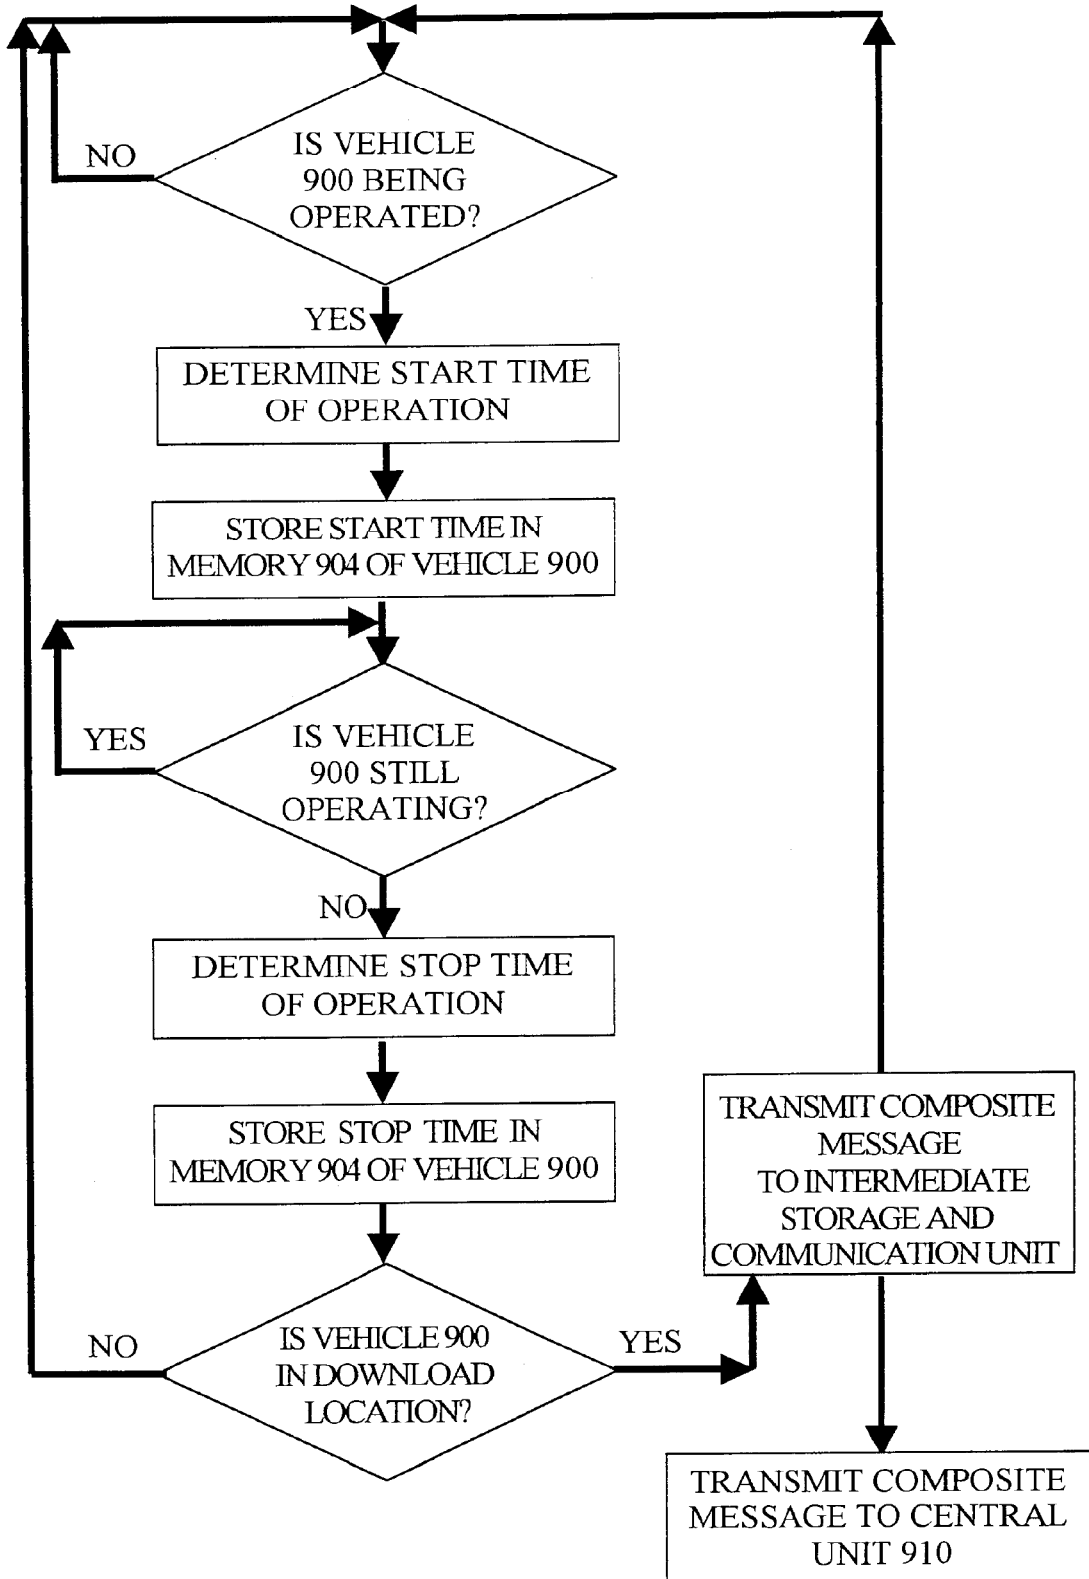 NO
IS VEHICLE
900 BEING
OPERATED?
YES
DETERMINE START TIME
OF OPERATION
STORE START TIME IN
MEMORY 904 OF VEHICLE 900
YES
IS VEHICLE
900 STILL
OPERATING?
NO
DETERMINE STOP TIME
OF OPERATION
STORE STOP TIME IN
MEMORY 904 OF VEHICLE 900
TRANSMIT COMPOSITE
MESSAGE
TO INTERMEDIATE
STORAGE AND
COMMUNICATION UNIT
NO
IS VEHICLE 900
IN DOWNLOAD
LOCATION?
YES
TRANSMIT COMPOSITE
MESSAGE TO CENTRAL
UNIT 910